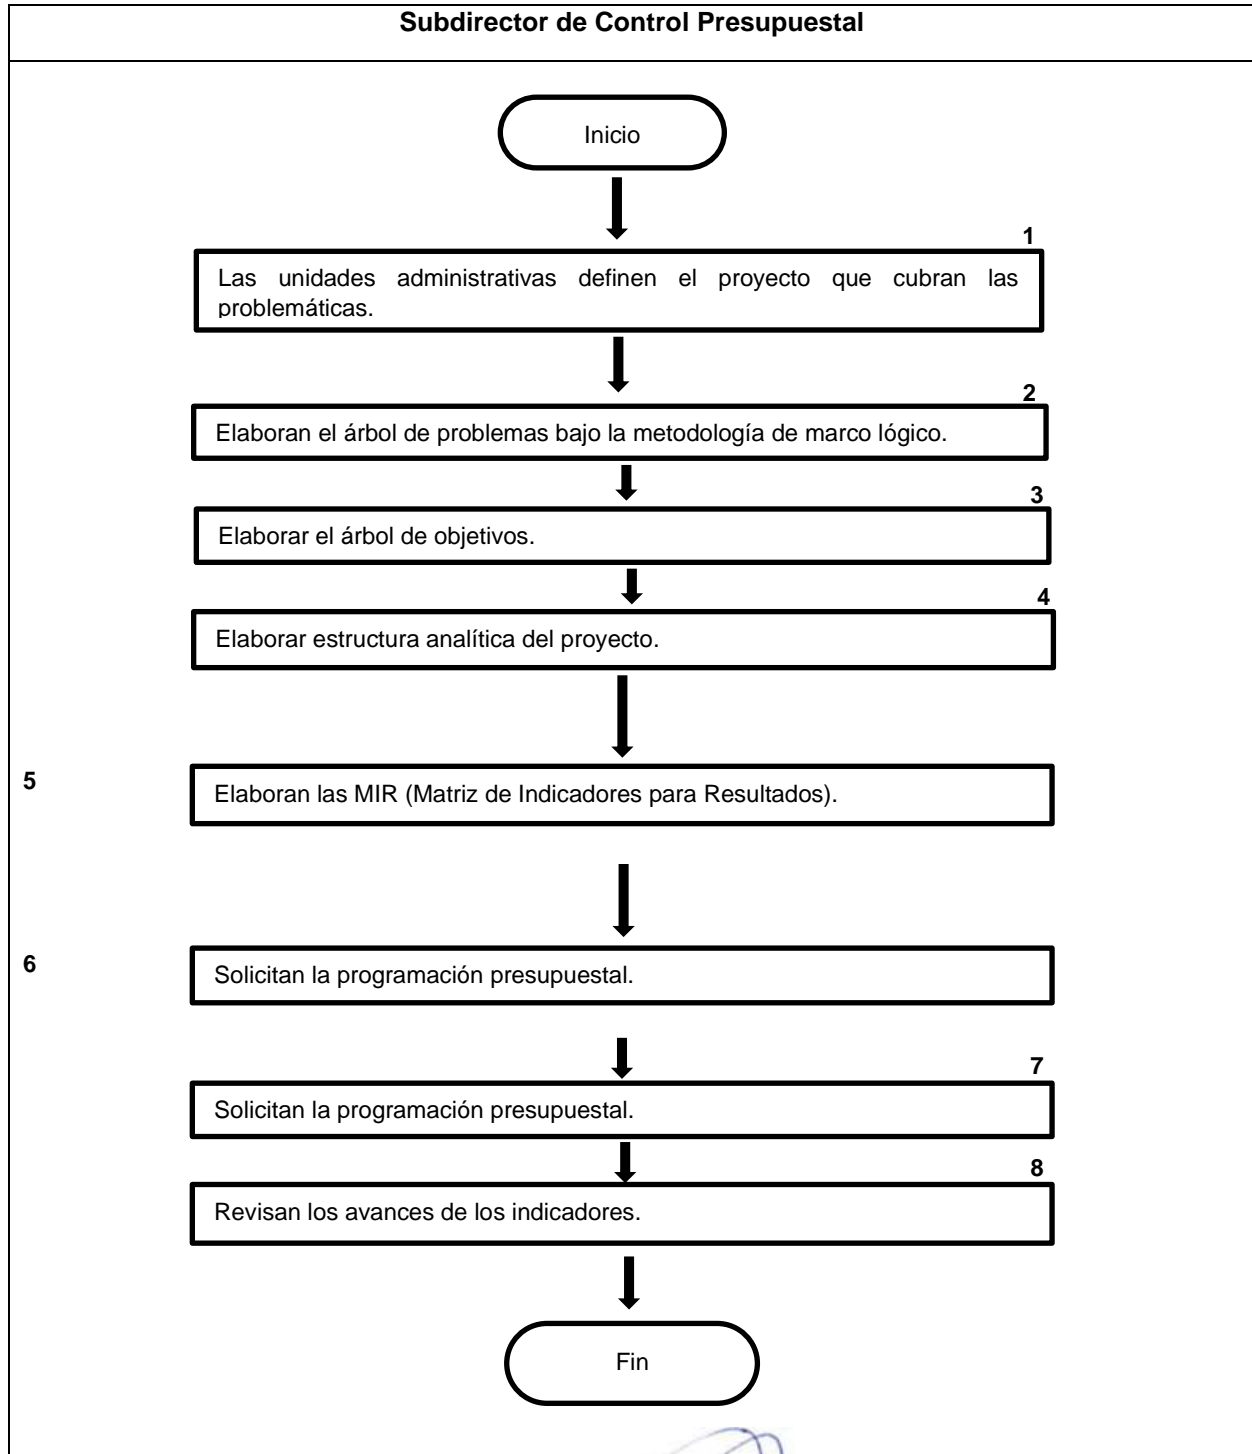 Subdirector de Control Presupuestal
Inicio
1
Las unidades administrativas definen el proyecto que cubran las
problemáticas.
2
Elaboran el árbol de problemas bajo la metodología de marco lógico.
3
Elaborar el árbol de objetivos.
4
Elaborar estructura analítica del proyecto.
5
Elaboran las MIR (Matriz de Indicadores para Resultados).
6
Solicitan la programación presupuestal.
7
Solicitan la programación presupuestal.
8
Revisan los avances de los indicadores.
Fin